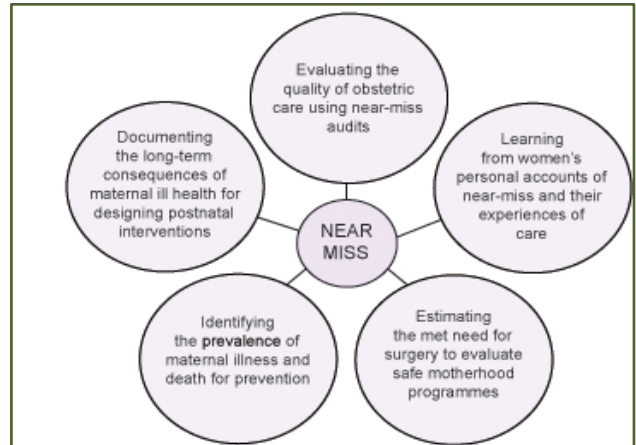 Evaluating the
quality of obstetric
care using near-miss
audits
Documenting
the long-term
consequences of
maternal ill health for
designing postnatal
interventions
Learning
from women's
personal accounts of
near-miss and their
experiences of
care
NEAR
MISS
Identifying
the prevalence of
maternal illness and
death for prevention
Estimating
the met need for
surgery to evaluate
safe motherhood
programmes